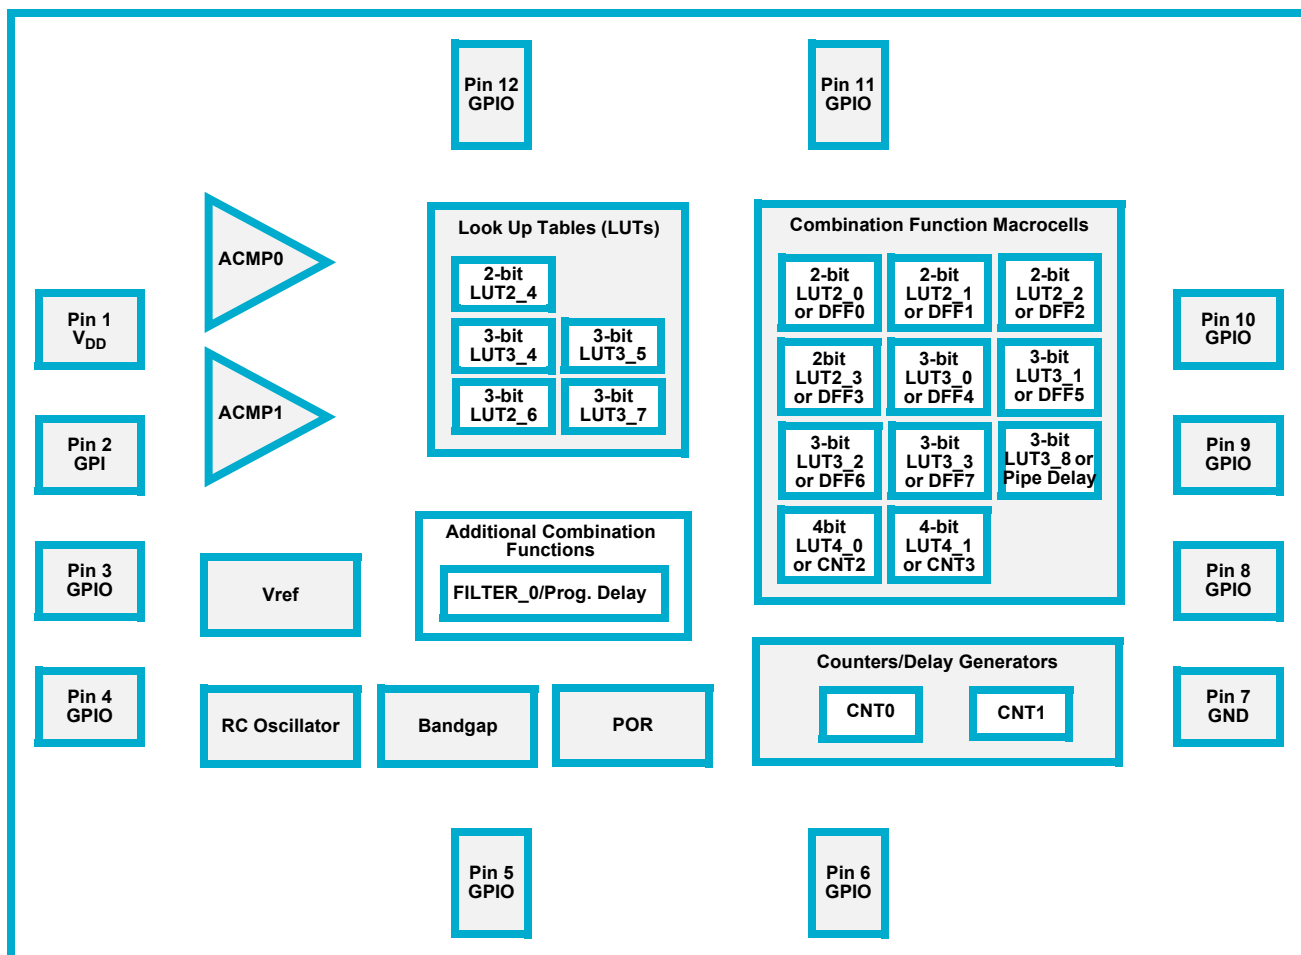 Pin 12
GPIO
Pin 11
GPIO
ACMP0
Look Up Tables (LUTs)
2-bit
LUT2_4
3-bit
LUT3_4
3-bit
LUT3_5
3-bit
LUT2_6
3-bit
LUT3_7
Combination Function Macrocells
2-bit
LUT2_0
or DFF0
2-bit
LUT2_1
or DFF1
2-bit
LUT2_2
or DFF2
2bit
LUT2_3
or DFF3
3-bit
LUT3_0
or DFF4
3-bit
LUT3_1
or DFF5
3-bit
LUT3_2
or DFF6
3-bit
LUT3_3
or DFF7
3-bit
LUT3_8 or
Pipe Delay
4bit
LUT4_0
or CNT2
4-bit
LUT4_1
or CNT3
Pin 1
VDD
Pin 10
GPIO
ACMP1
Pin 2
GPI
Pin 9
GPIO
Additional Combination
Functions
FILTER_0/Prog. Delay
Pin 3
GPIO
Vref
Pin 8
GPIO
Counters/Delay Generators
CNT0
CNT1
Pin 4
GPIO
RC Oscillator
Bandgap
POR
Pin 7
GND
Pin 5
GPIO
Pin 6
GPIO